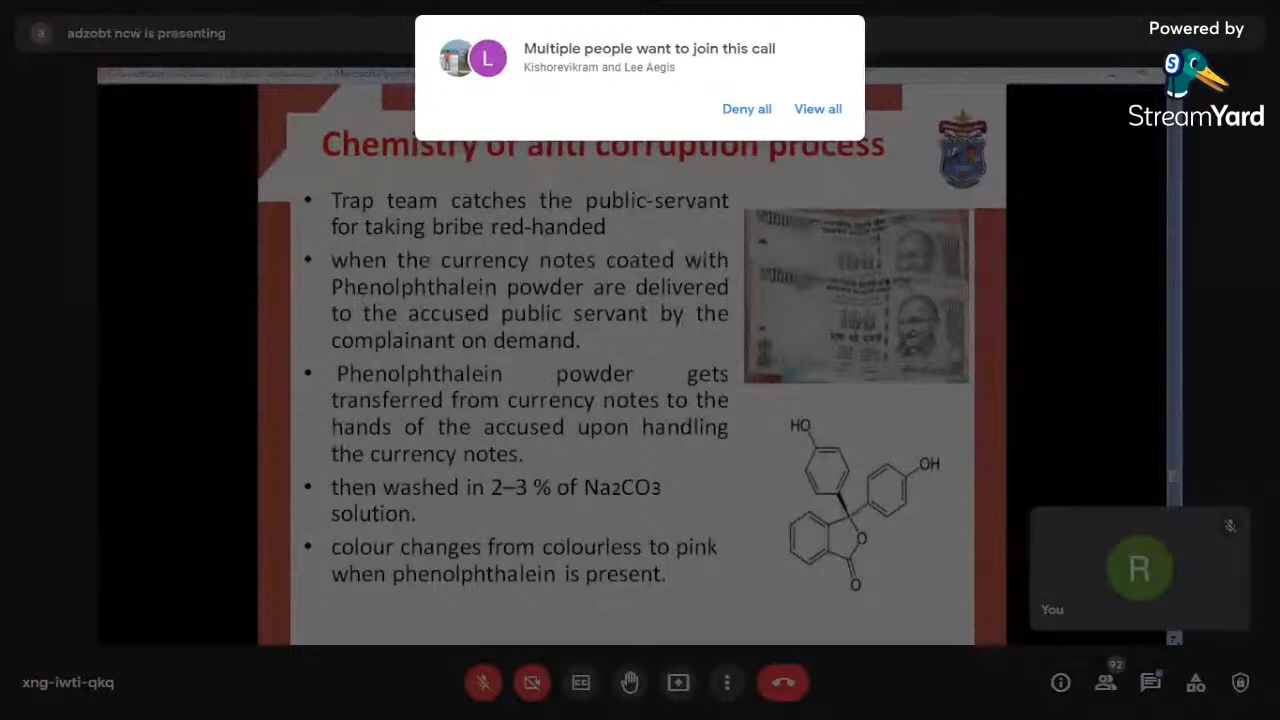 a adzobt ncw is presenting
Multiple people want to join this call
L
Kishorevikram and Lee Aegis
Deny all View all
Powered by
S
StreamYard
Chemistry of anti corruption process
• Trap team catches the public-servant
for taking bribe red-handed
• when the currency notes coated with
Phenolphthalein powder are delivered
to the accused public servant by the
complainant on demand.
• Phenolphthalein powder gets
transferred from currency notes to the
hands of the accused upon handling
the currency notes.
• then washed in 2–3 % of Na2CO3
solution.
• colour changes from colourless to pink
when phenolphthalein is present.
HO
OH
O
O
R
You
xng-iwti-qkq
CC
92